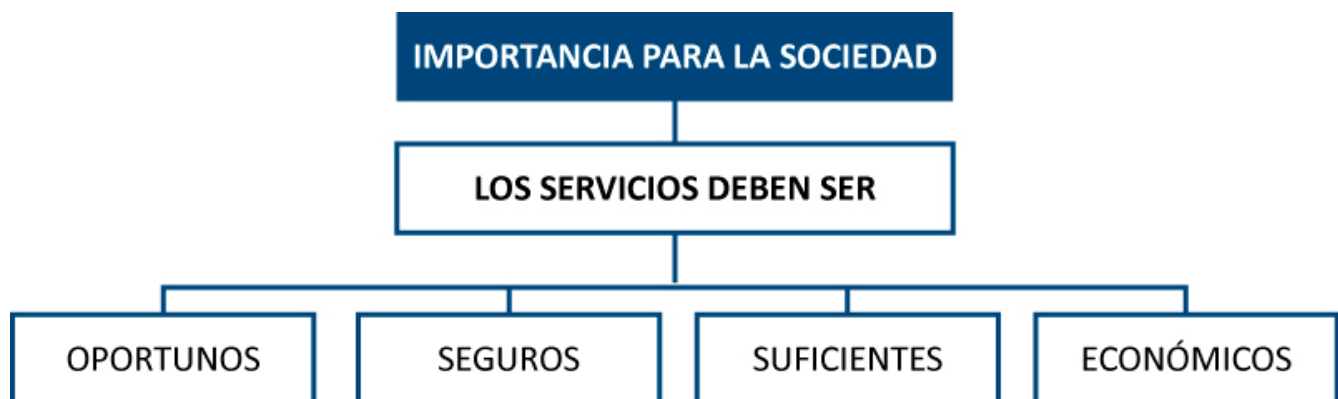 IMPORTANCIA PARA LA SOCIEDAD
LOS SERVICIOS DEBEN SER
OPORTUNOS
SEGUROS
SUFICIENTES
ECONÓMICOS